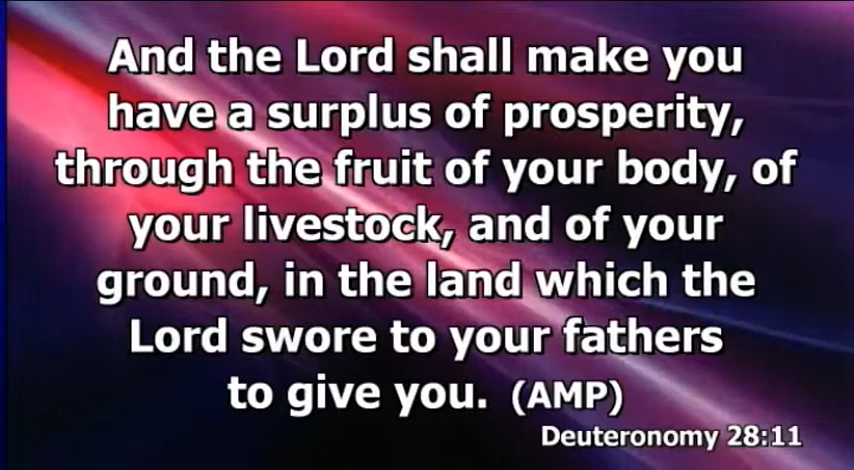 And the Lord shall make you
have a surplus of prosperity,
through the fruit of your body, of
your livestock, and of your
ground, in the land which the
Lord swore to your fathers
to give you. (AMP)
Deuteronomy 28:11